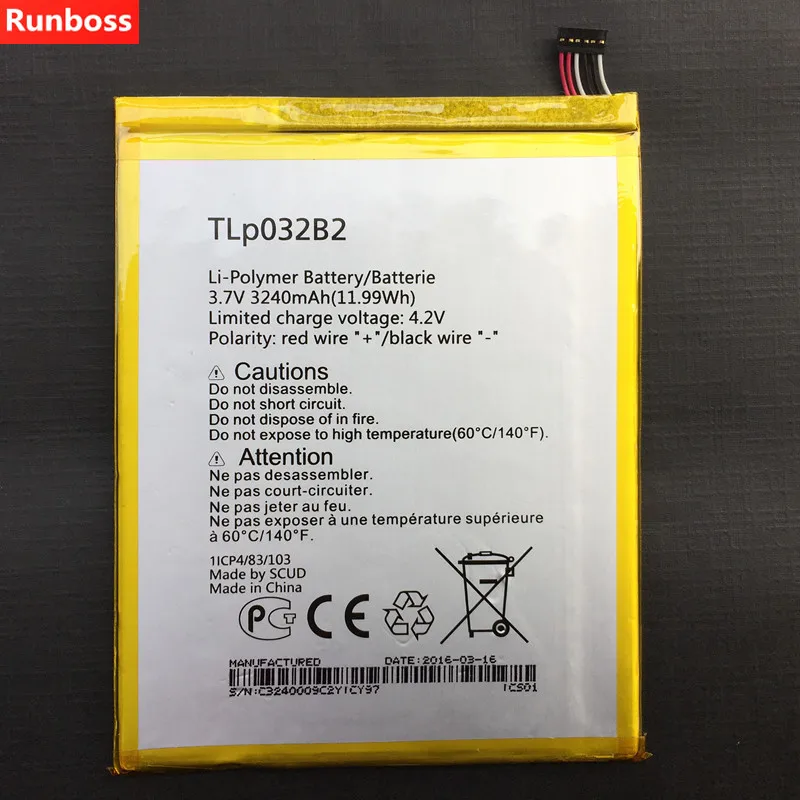 Runboss
TLp032B2
Li-Polymer Battery/Batterie
3.7V 3240mAh(11.99Wh)
Limited charge voltage: 4.2V
Polarity: red wire "+"/black wire "-"
Cautions
Do not disassemble.
Do not short circuit.
Do not dispose of in fire.
Do not expose to high temperature(60°C/140°F).
Attention
Ne pas desassembler.
Ne pas court-circuiter.
Ne pas jeter au feu.
Ne pas exposer à une température supérieure
à 60°C/140°F.
1ICP4/83/103
Made by SCUD
Made in China
MANUFACTURED DATE:2016-03-16
S/N:C3240009C2Y1CY97 1CS01